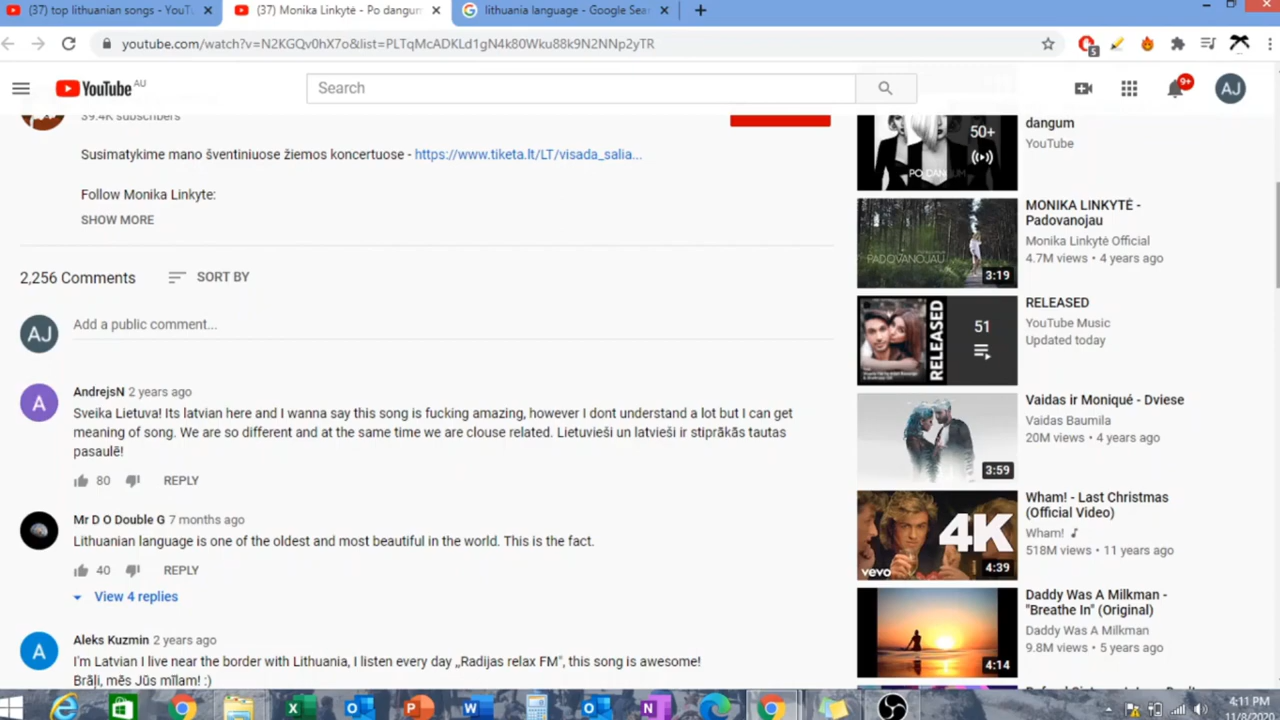 (37) top lithuanian songs - YouT
(37) Monika Linkytė - Po dangum
lithuania language - Google Sear
youtube.com/watch?v=N2KGQv0hX7o&list=PLTqMcADKLd1gN4k80Wku88k9N2NNp2yTR
5
YouTube AU
Search
9+
AJ
39.4K subscribers
Susimatykime mano šventiniuose žiemos koncertuose - https://www.tiketa.lt/LT/visada_salia...
Follow Monika Linkyte:
SHOW MORE
2,256 Comments
SORT BY
AJ
Add a public comment...
A
AndrejsN 2 years ago
Sveika Lietuva! Its latvian here and I wanna say this song is fucking amazing, however I dont understand a lot but I can get
meaning of song. We are so different and at the same time we are clouse related. Lietuvieši un latvieši ir stiprākās tautas
pasaulē!
80
REPLY
Mr D O Double G 7 months ago
Lithuanian language is one of the oldest and most beautiful in the world. This is the fact.
40
REPLY
View 4 replies
A
Aleks Kuzmin 2 years ago
I'm Latvian I live near the border with Lithuania, I listen every day „Radijas relax FM", this song is awesome!
Brāļi, mēs Jūs mīlam! :)
50+
PO DANGUM
dangum
YouTube
PADOVANOJAU
3:19
MONIKA LINKYTĖ -
Padovanojau
Monika Linkytė Official
4.7M views • 4 years ago
RELEASED
51
RELEASED
YouTube Music
Updated today
3:59
Vaidas ir Moniqué - Dviese
Vaidas Baumila
20M views • 4 years ago
4K
vevo
4:39
Wham! - Last Christmas
(Official Video)
Wham!
518M views • 11 years ago
4:14
Daddy Was A Milkman -
"Breathe In" (Original)
Daddy Was A Milkman
9.8M views • 5 years ago
4:11 PM
11/8/2020